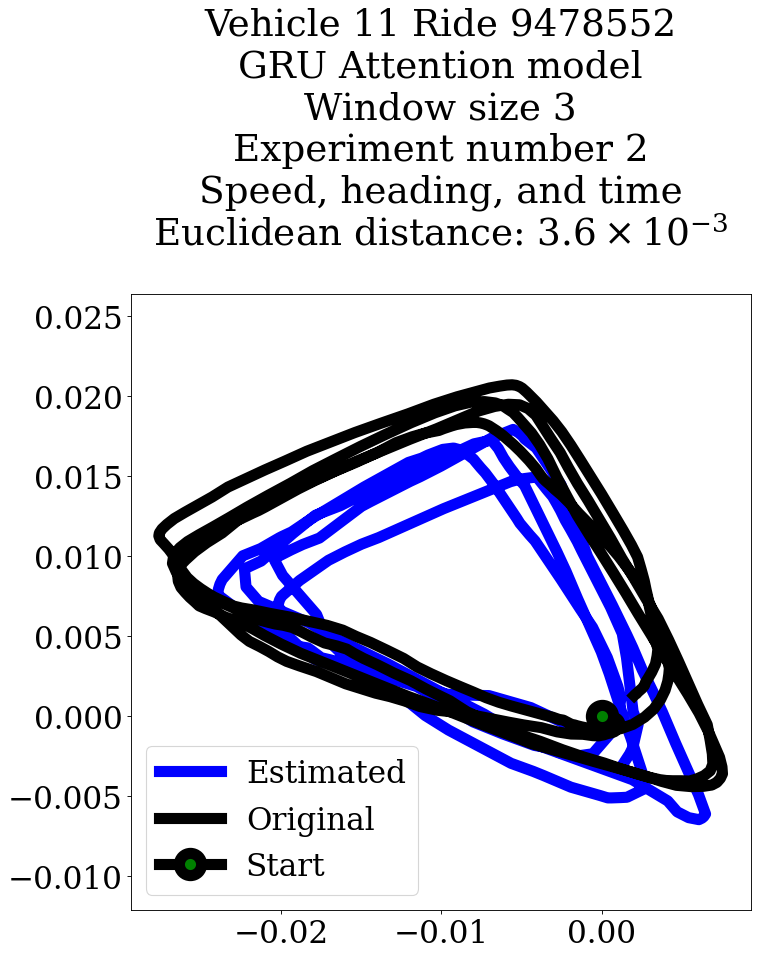 Vehicle 11 Ride 9478552
GRU Attention model
Window size 3
Experiment number 2
Speed, heading, and time
Euclidean distance: 3.6 × 10⁻³
0.025
0.020
0.015
0.010
0.005
0.000
−0.005
−0.010
Estimated
Original
Start
−0.02 −0.01 0.00